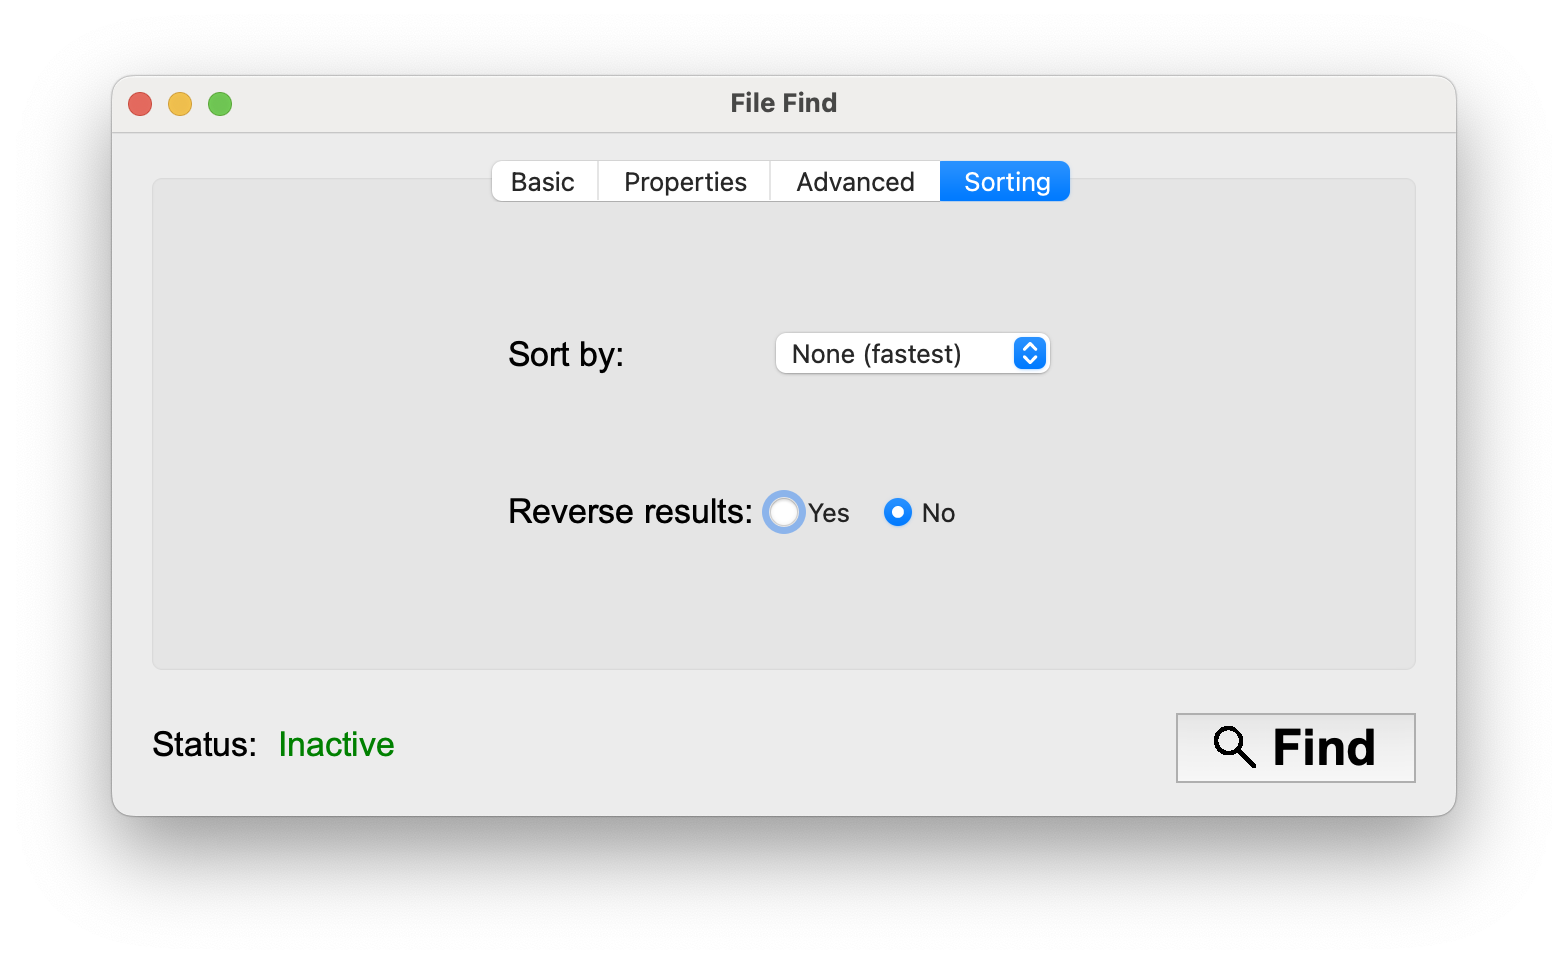 File Find
Basic Properties Advanced Sorting
Sort by: None (fastest)
Reverse results: Yes No
Status: Inactive Find